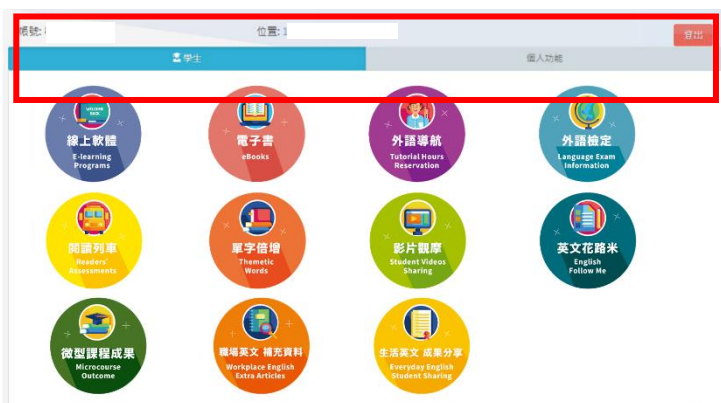 帳號:
位置:
登出
學生
個人功能
線上軟體
E-learning
Programs
電子書
eBooks
外語導航
Tutorial Hours
Reservation
外語檢定
Language Exam
Information
閱讀列車
Readers'
Assessments
單字倍增
Themetic
Words
影片觀摩
Student Videos
Sharing
英文花路米
English
Follow Me
微型課程成果
Microcourse
Outcome
職場英文 補充資料
Workplace English
Extra Articles
生活英文 成果分享
Everyday English
Student Sharing